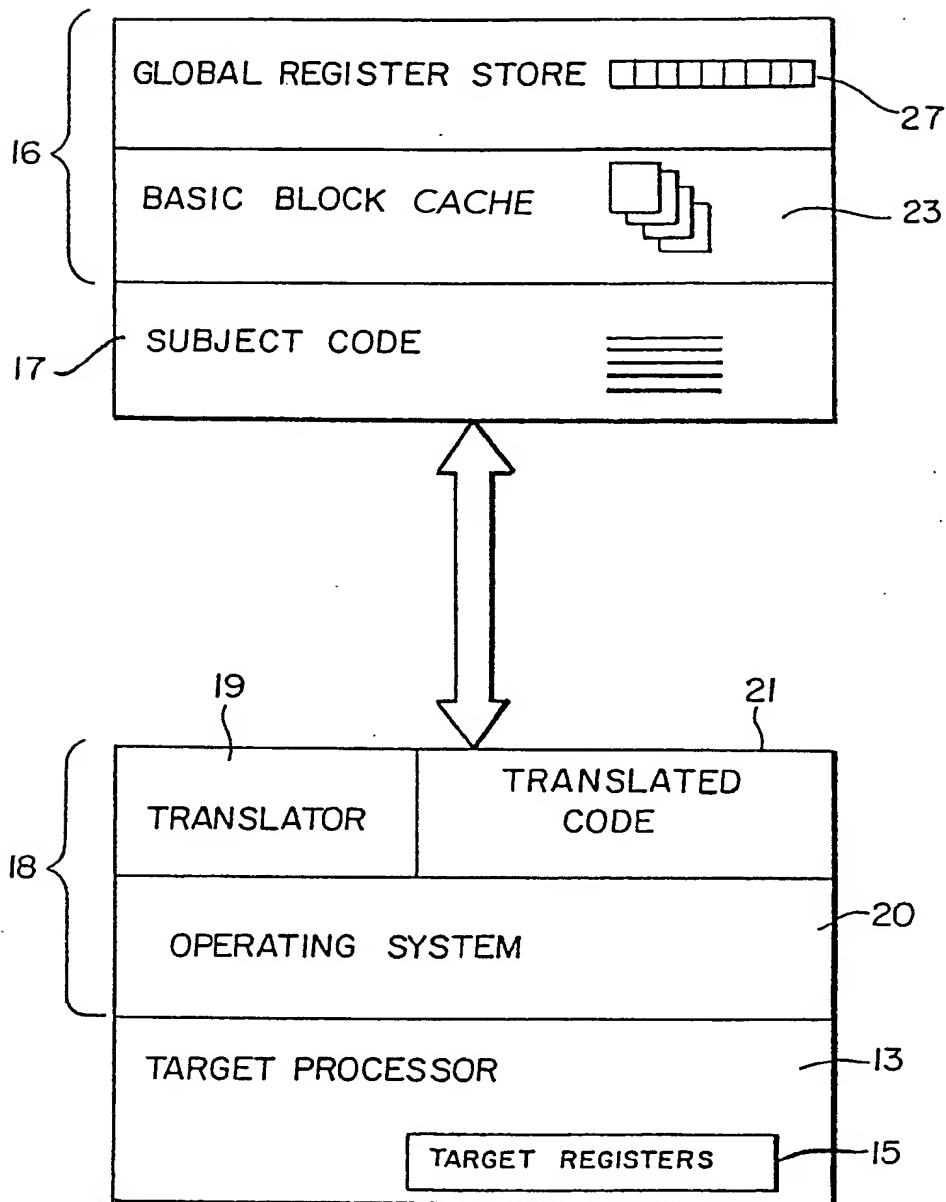 GLOBAL REGISTER STORE
27
16
BASIC BLOCK CACHE
23
SUBJECT CODE
17
19
21
TRANSLATOR
TRANSLATED
CODE
18
20
OPERATING SYSTEM
TARGET PROCESSOR
13
TARGET REGISTERS
15